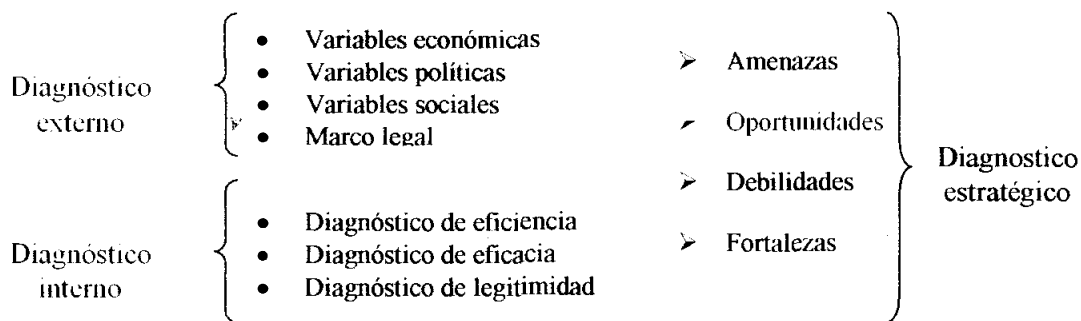 Diagnóstico
externo
• Variables económicas
• Variables políticas
• Variables sociales
• Marco legal
Diagnóstico
interno
• Diagnóstico de eficiencia
• Diagnóstico de eficacia
• Diagnóstico de legitimidad
➢ Amenazas
➢ Oportunidades
➢ Debilidades
➢ Fortalezas
Diagnostico
estratégico